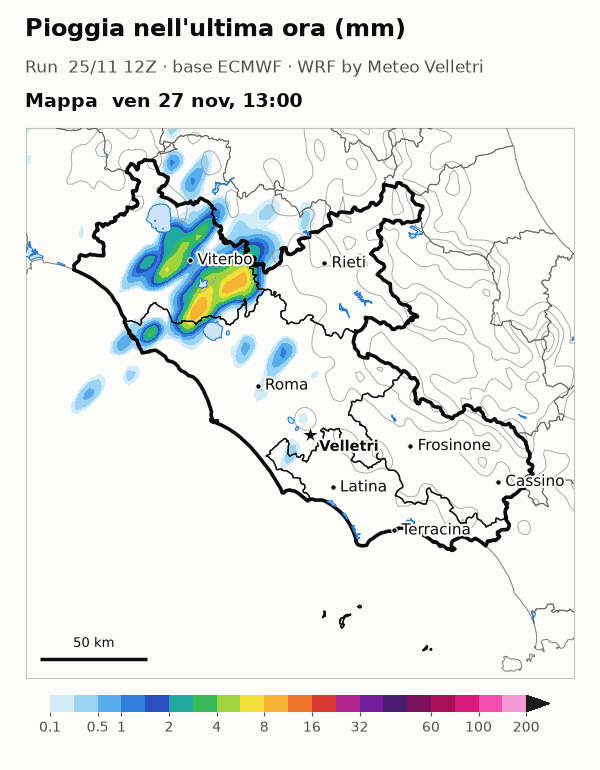 Pioggia nell'ultima ora (mm)
Run  25/11 12Z · base ECMWF · WRF by Meteo Velletri
Mappa  ven 27 nov, 13:00
Viterbo
Rieti
Roma
Velletri
Frosinone
Cassino
Latina
Terracina
50 km
0.1 0.5 1 2 4 8 16 32 60 100 200